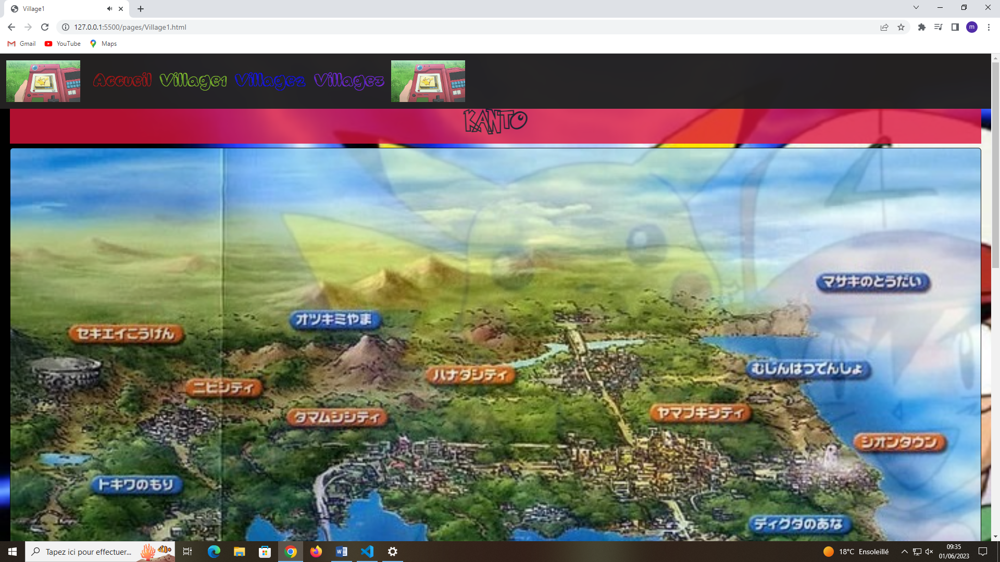 Village1
127.0.0.1:5500/pages/Village1.html
m
Gmail YouTube Maps
Accueil Village1 Village2 Village3
KANTO
マサキのとうだい
オツキミやま
セキエイこうげん
むじんはつでんしょ
ハナダシティ
ニビシティ
ヤマブキシティ
タマムシシティ
シオンタウン
トキワのもり
ディグダのあな
Tapez ici pour effectuer...
18°C Ensoleillé
09:35
01/06/2023